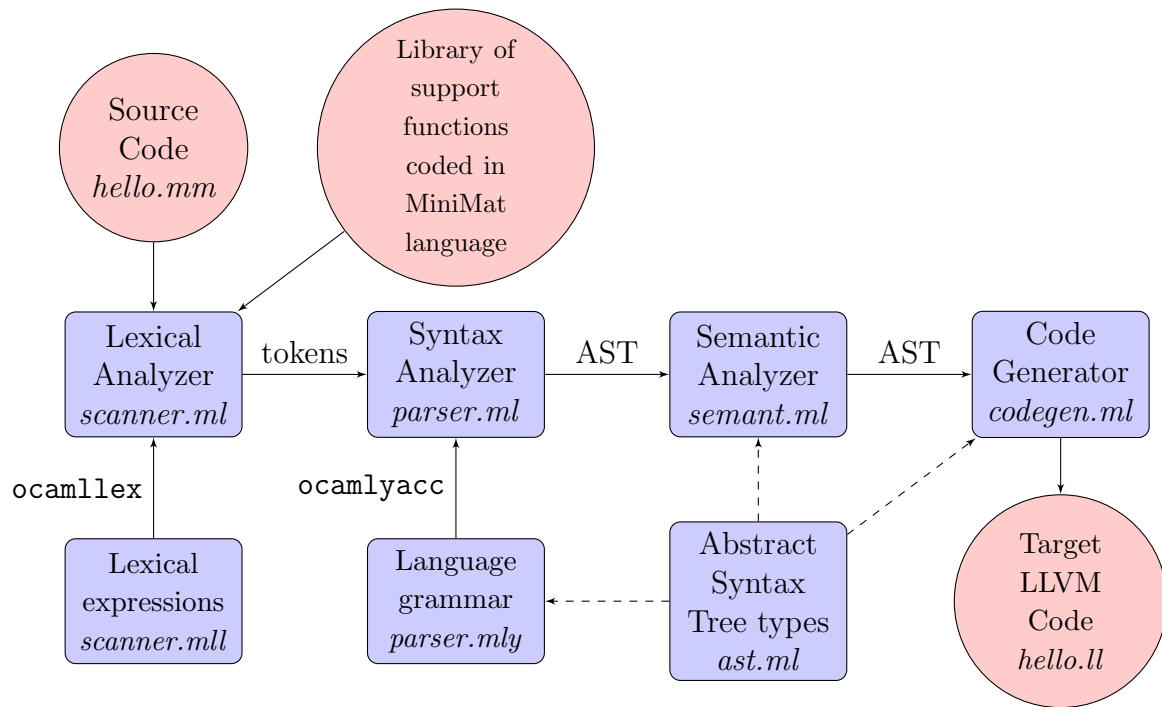 Source
Code
hello.mm
Library of
support
functions
coded in
MiniMat
language
Lexical
Analyzer
scanner.ml
tokens
Syntax
Analyzer
parser.ml
AST
Semantic
Analyzer
semant.ml
AST
Code
Generator
codegen.ml
ocamllex
ocamlyacc
Lexical
expressions
scanner.mll
Language
grammar
parser.mly
Abstract
Syntax
Tree types
ast.ml
Target
LLVM
Code
hello.ll